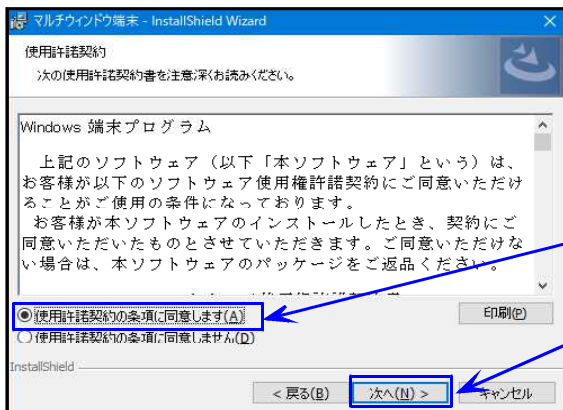 マルチウィンドウ端末 - InstallShield Wizard
使用許諾契約
次の使用許諾契約書を注意深くお読みください。
Windows 端末プログラム
上記のソフトウェア（以下「本ソフトウェア」という）は、
お客様が以下のソフトウェア使用権許諾契約にご同意いただけ
ることがご使用の条件になっております。
お客様が本ソフトウェアのインストールしたとき、契約にご
同意いただいたものとさせていただきます。ご同意いただけな
い場合は、本ソフトウェアのパッケージをご返品ください。
使用許諾契約の条項に同意します(A)
印刷(P)
使用許諾契約の条項に同意しません(D)
InstallShield
< 戻る(B)
次へ(N) >
キャンセル